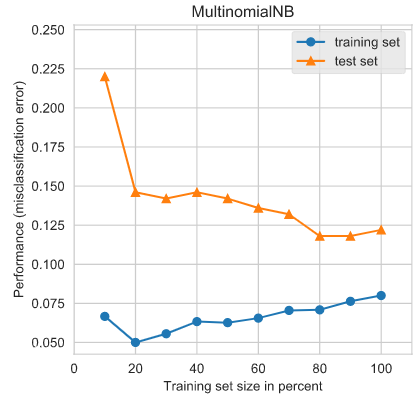 MultinomialNB
0.250
0.225
0.200
0.175
0.150
0.125
0.100
0.075
0.050
Performance (misclassification error)
training set
test set
0 20 40 60 80 100
Training set size in percent